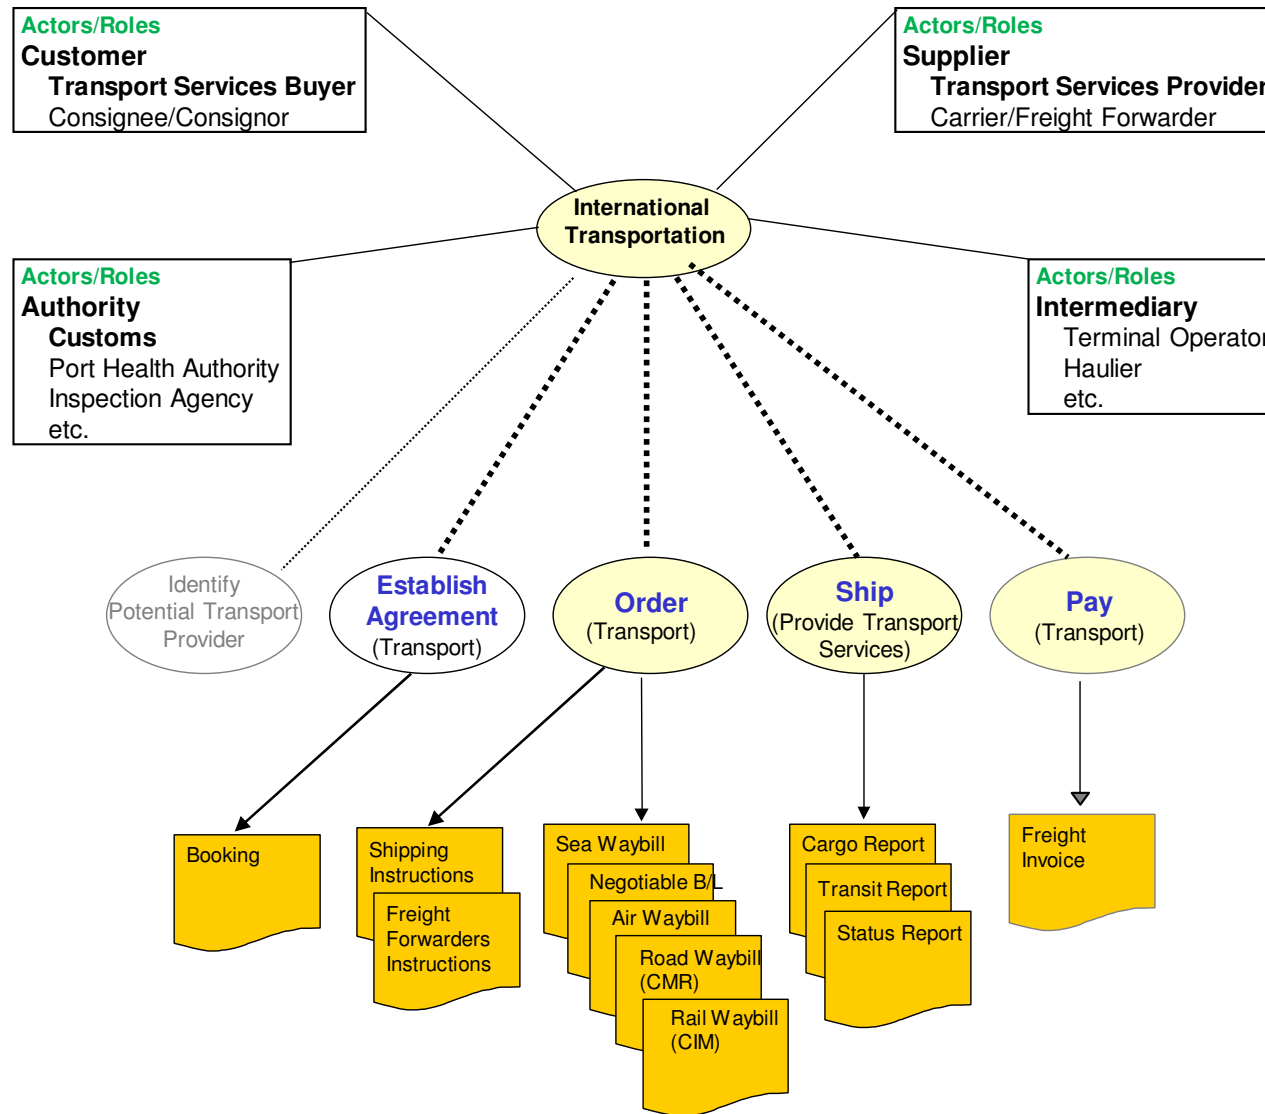 Actors/Roles
Customer
Transport Services Buyer
Consignee/Consignor
Actors/Roles
Supplier
Transport Services Provider
Carrier/Freight Forwarder
International
Transportation
Actors/Roles
Authority
Customs
Port Health Authority
Inspection Agency
etc.
Actors/Roles
Intermediary
Terminal Operator
Haulier
etc.
Identify
Potential Transport
Provider
Establish
Agreement
(Transport)
Order
(Transport)
Ship
(Provide Transport
Services)
Pay
(Transport)
Booking
Shipping
Instructions
Freight
Forwarders
Instructions
Sea Waybill
Negotiable B/L
Air Waybill
Road Waybill
(CMR)
Rail Waybill
(CIM)
Cargo Report
Transit Report
Status Report
Freight
Invoice